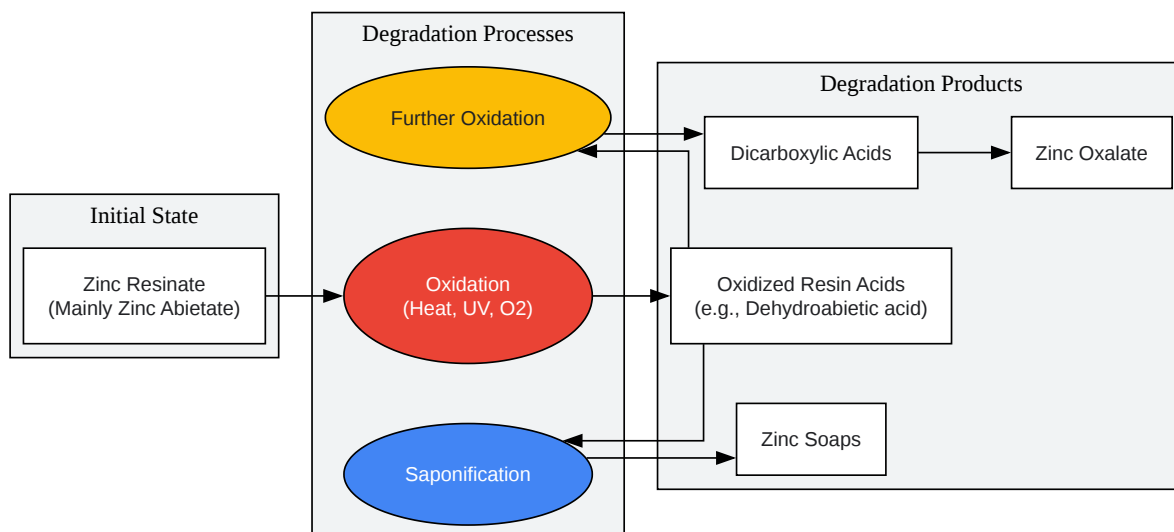 Initial State
Zinc Resinate
(Mainly Zinc Abietate)
Degradation Processes
Further Oxidation
Oxidation
(Heat, UV, O2)
Saponification
Degradation Products
Dicarboxylic Acids
Zinc Oxalate
Oxidized Resin Acids
(e.g., Dehydroabietic acid)
Zinc Soaps